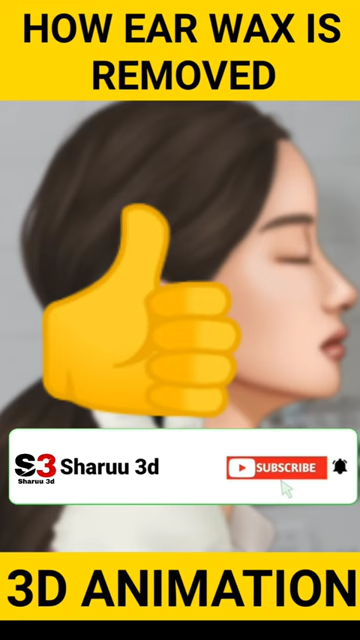 HOW EAR WAX IS
REMOVED
S3
Sharuu 3d
Sharuu 3d
SUBSCRIBE
3D ANIMATION